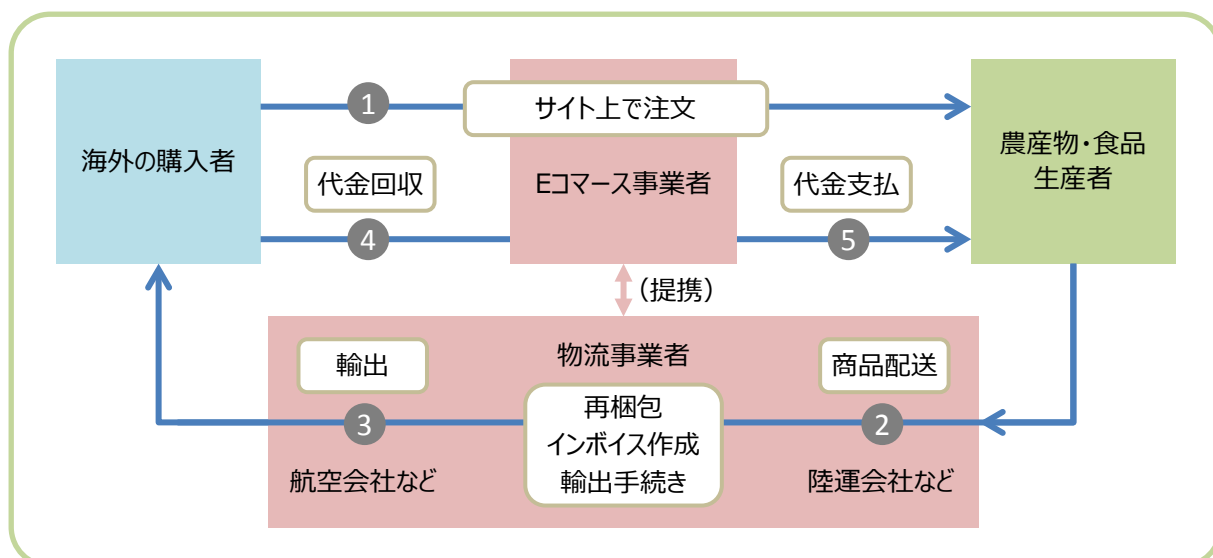 1
サイト上で注文
海外の購入者
代金回収
Eコマース事業者
代金支払
農産物・食品
生産者
4
5
（提携）
物流事業者
輸出
商品配送
3
再梱包
インボイス作成
輸出手続き
2
航空会社など
陸運会社など